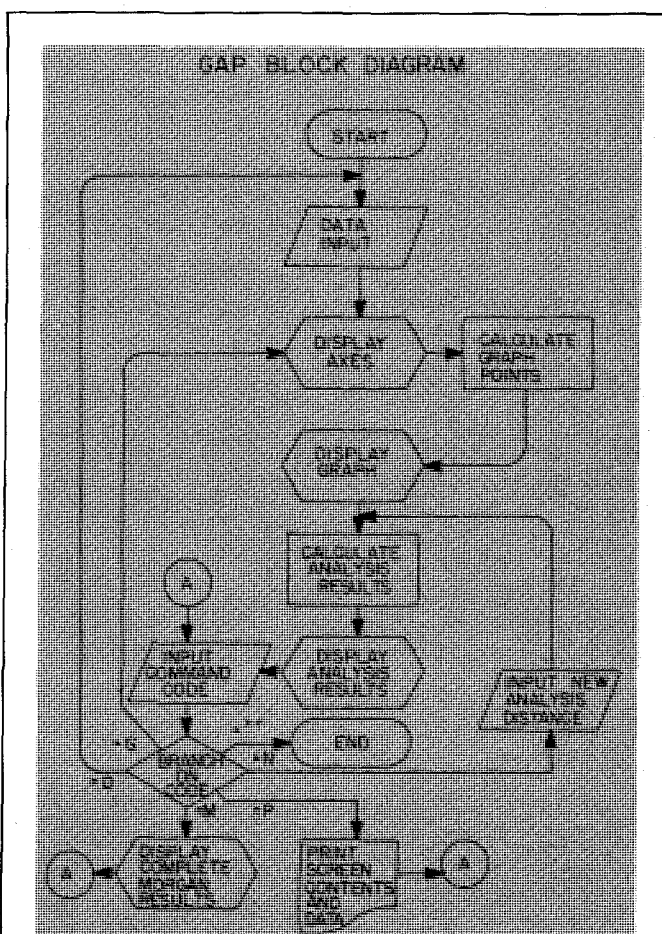 GAP BLOCK DIAGRAM
START
DATA
INPUT
DISPLAY
AXES
CALCULATE
GRAPH
POINTS
DISPLAY
GRAPH
CALCULATE
ANALYSIS
RESULTS
A
INPUT
COMMAND
CODE
DISPLAY
ANALYSIS
RESULTS
INPUT NEW
ANALYSIS
DISTANCE
END
BRANCH
ON
CODE
=G
=N
=M
=P
DISPLAY
COMPLETE
MORGAN
RESULTS
A
PRINT
SCREEN
CONTENTS
AND
DATA
A